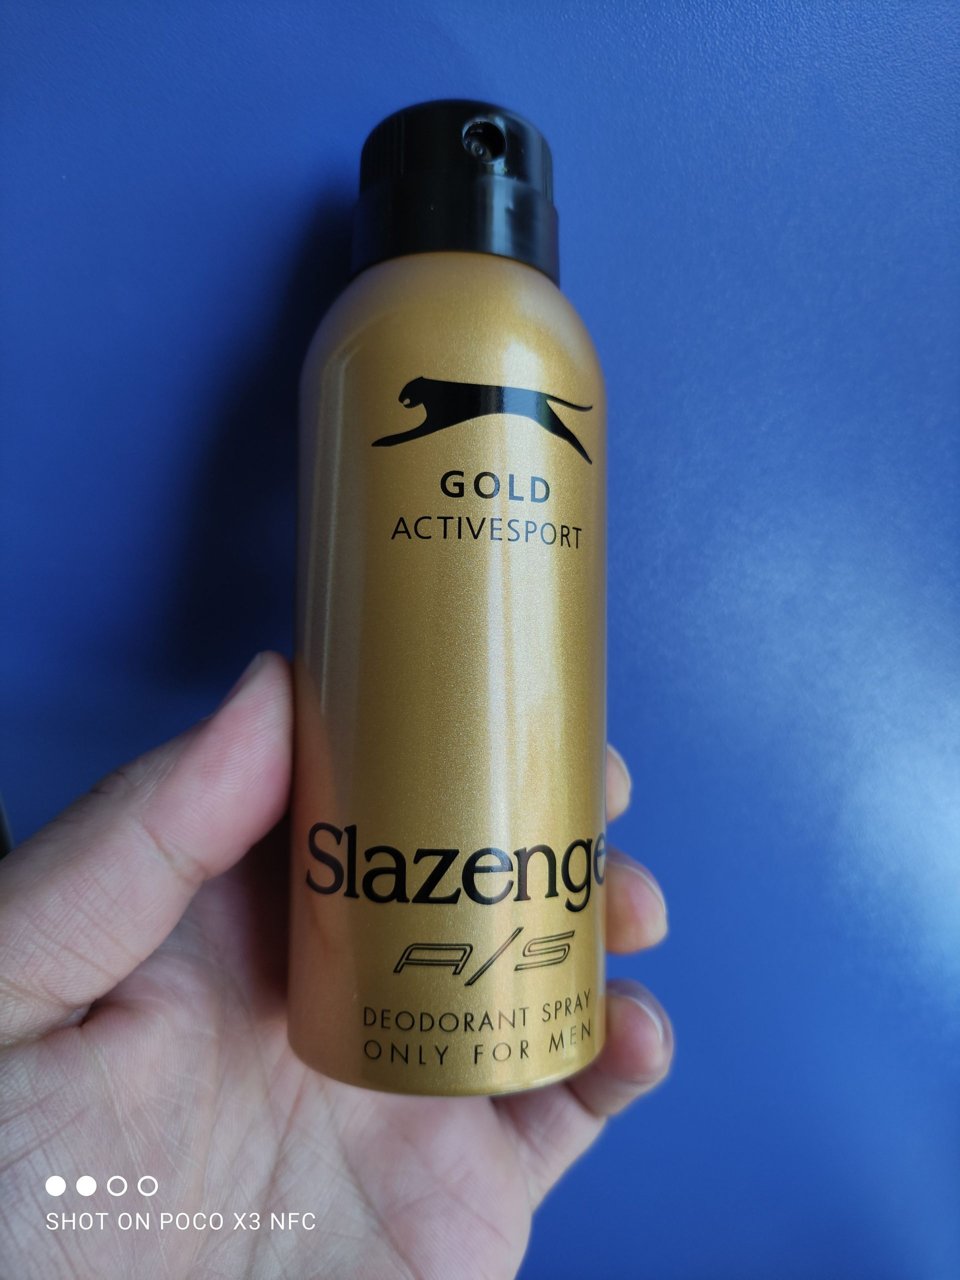 GOLD
ACTIVESPORT
Slazenge
A/S
DEODORANT SPRAY
ONLY FOR MEN
SHOT ON POCO X3 NFC